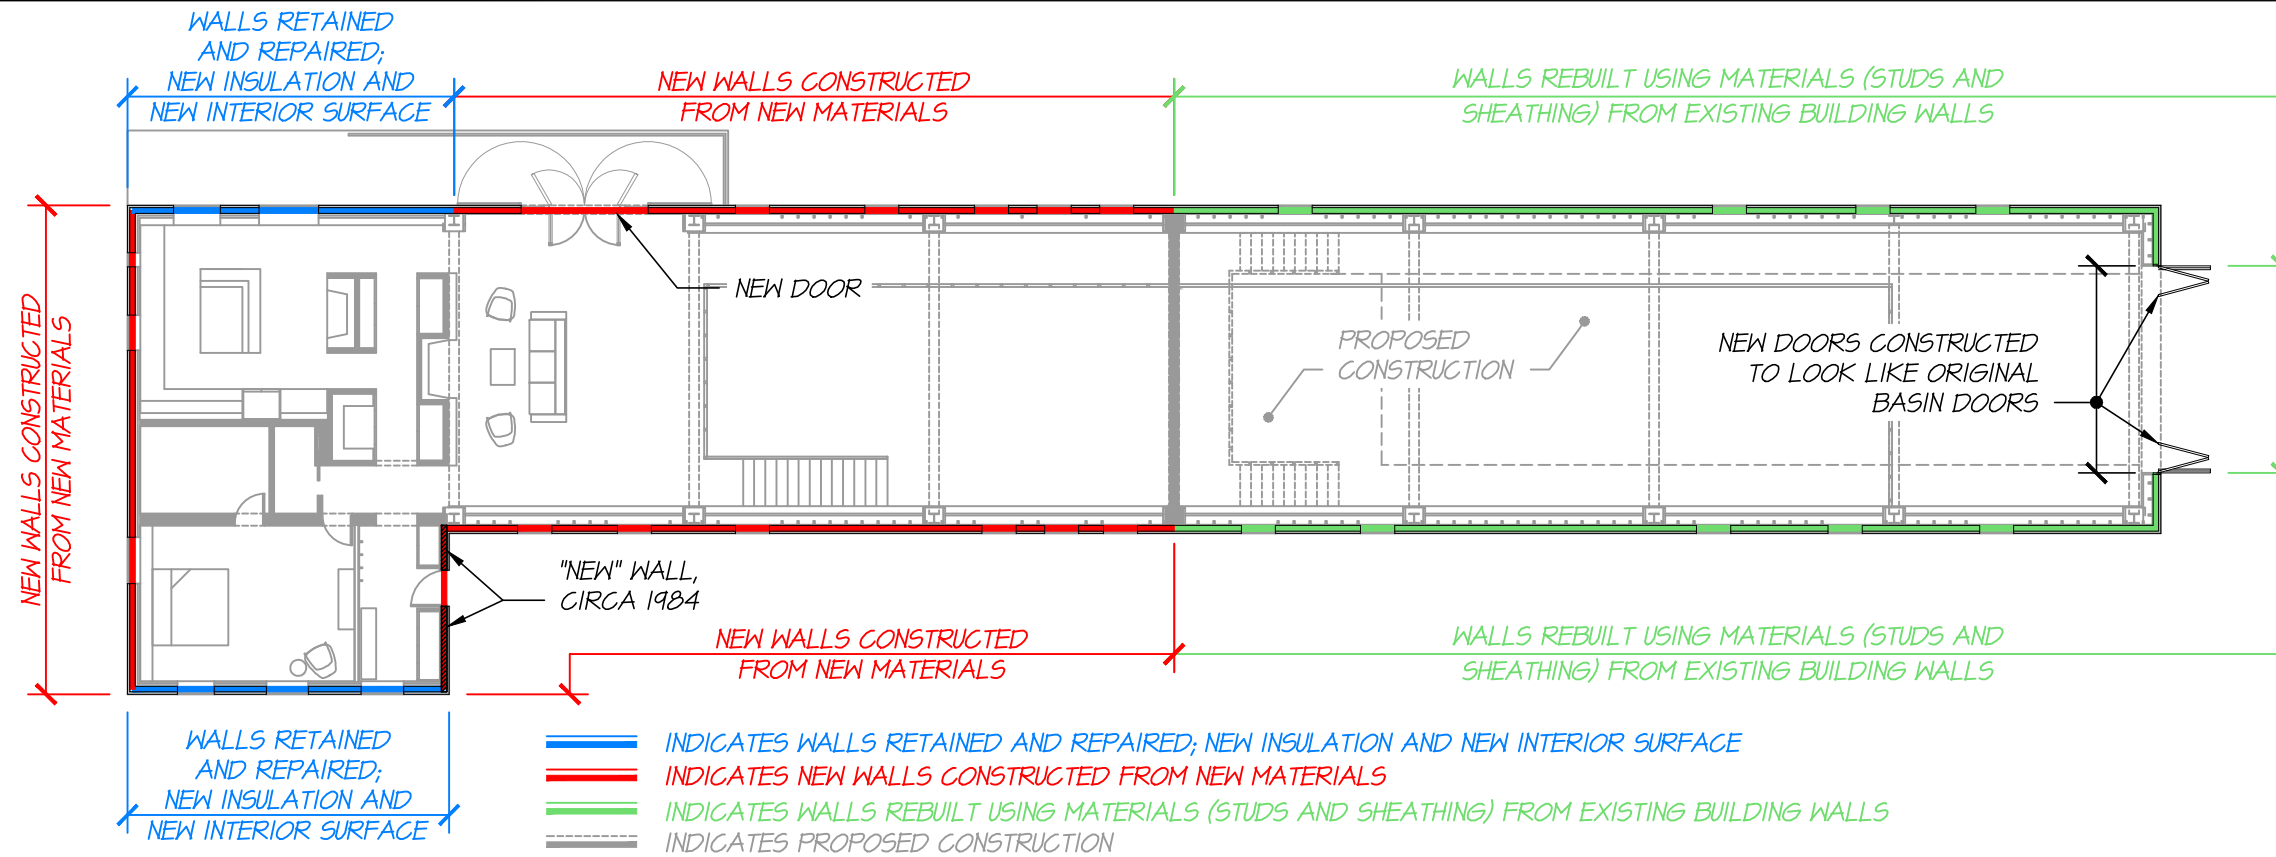 WALLS RETAINED
AND REPAIRED;
NEW INSULATION AND
NEW INTERIOR SURFACE
NEW WALLS CONSTRUCTED
FROM NEW MATERIALS
WALLS REBUILT USING MATERIALS (STUDS AND
SHEATHING) FROM EXISTING BUILDING WALLS
NEW WALLS CONSTRUCTED
FROM NEW MATERIALS
NEW DOOR
PROPOSED
CONSTRUCTION
NEW DOORS CONSTRUCTED
TO LOOK LIKE ORIGINAL
BASIN DOORS
"NEW" WALL,
CIRCA 1984
NEW WALLS CONSTRUCTED
FROM NEW MATERIALS
WALLS REBUILT USING MATERIALS (STUDS AND
SHEATHING) FROM EXISTING BUILDING WALLS
WALLS RETAINED
AND REPAIRED;
NEW INSULATION AND
NEW INTERIOR SURFACE
INDICATES WALLS RETAINED AND REPAIRED; NEW INSULATION AND NEW INTERIOR SURFACE
INDICATES NEW WALLS CONSTRUCTED FROM NEW MATERIALS
INDICATES WALLS REBUILT USING MATERIALS (STUDS AND SHEATHING) FROM EXISTING BUILDING WALLS
INDICATES PROPOSED CONSTRUCTION